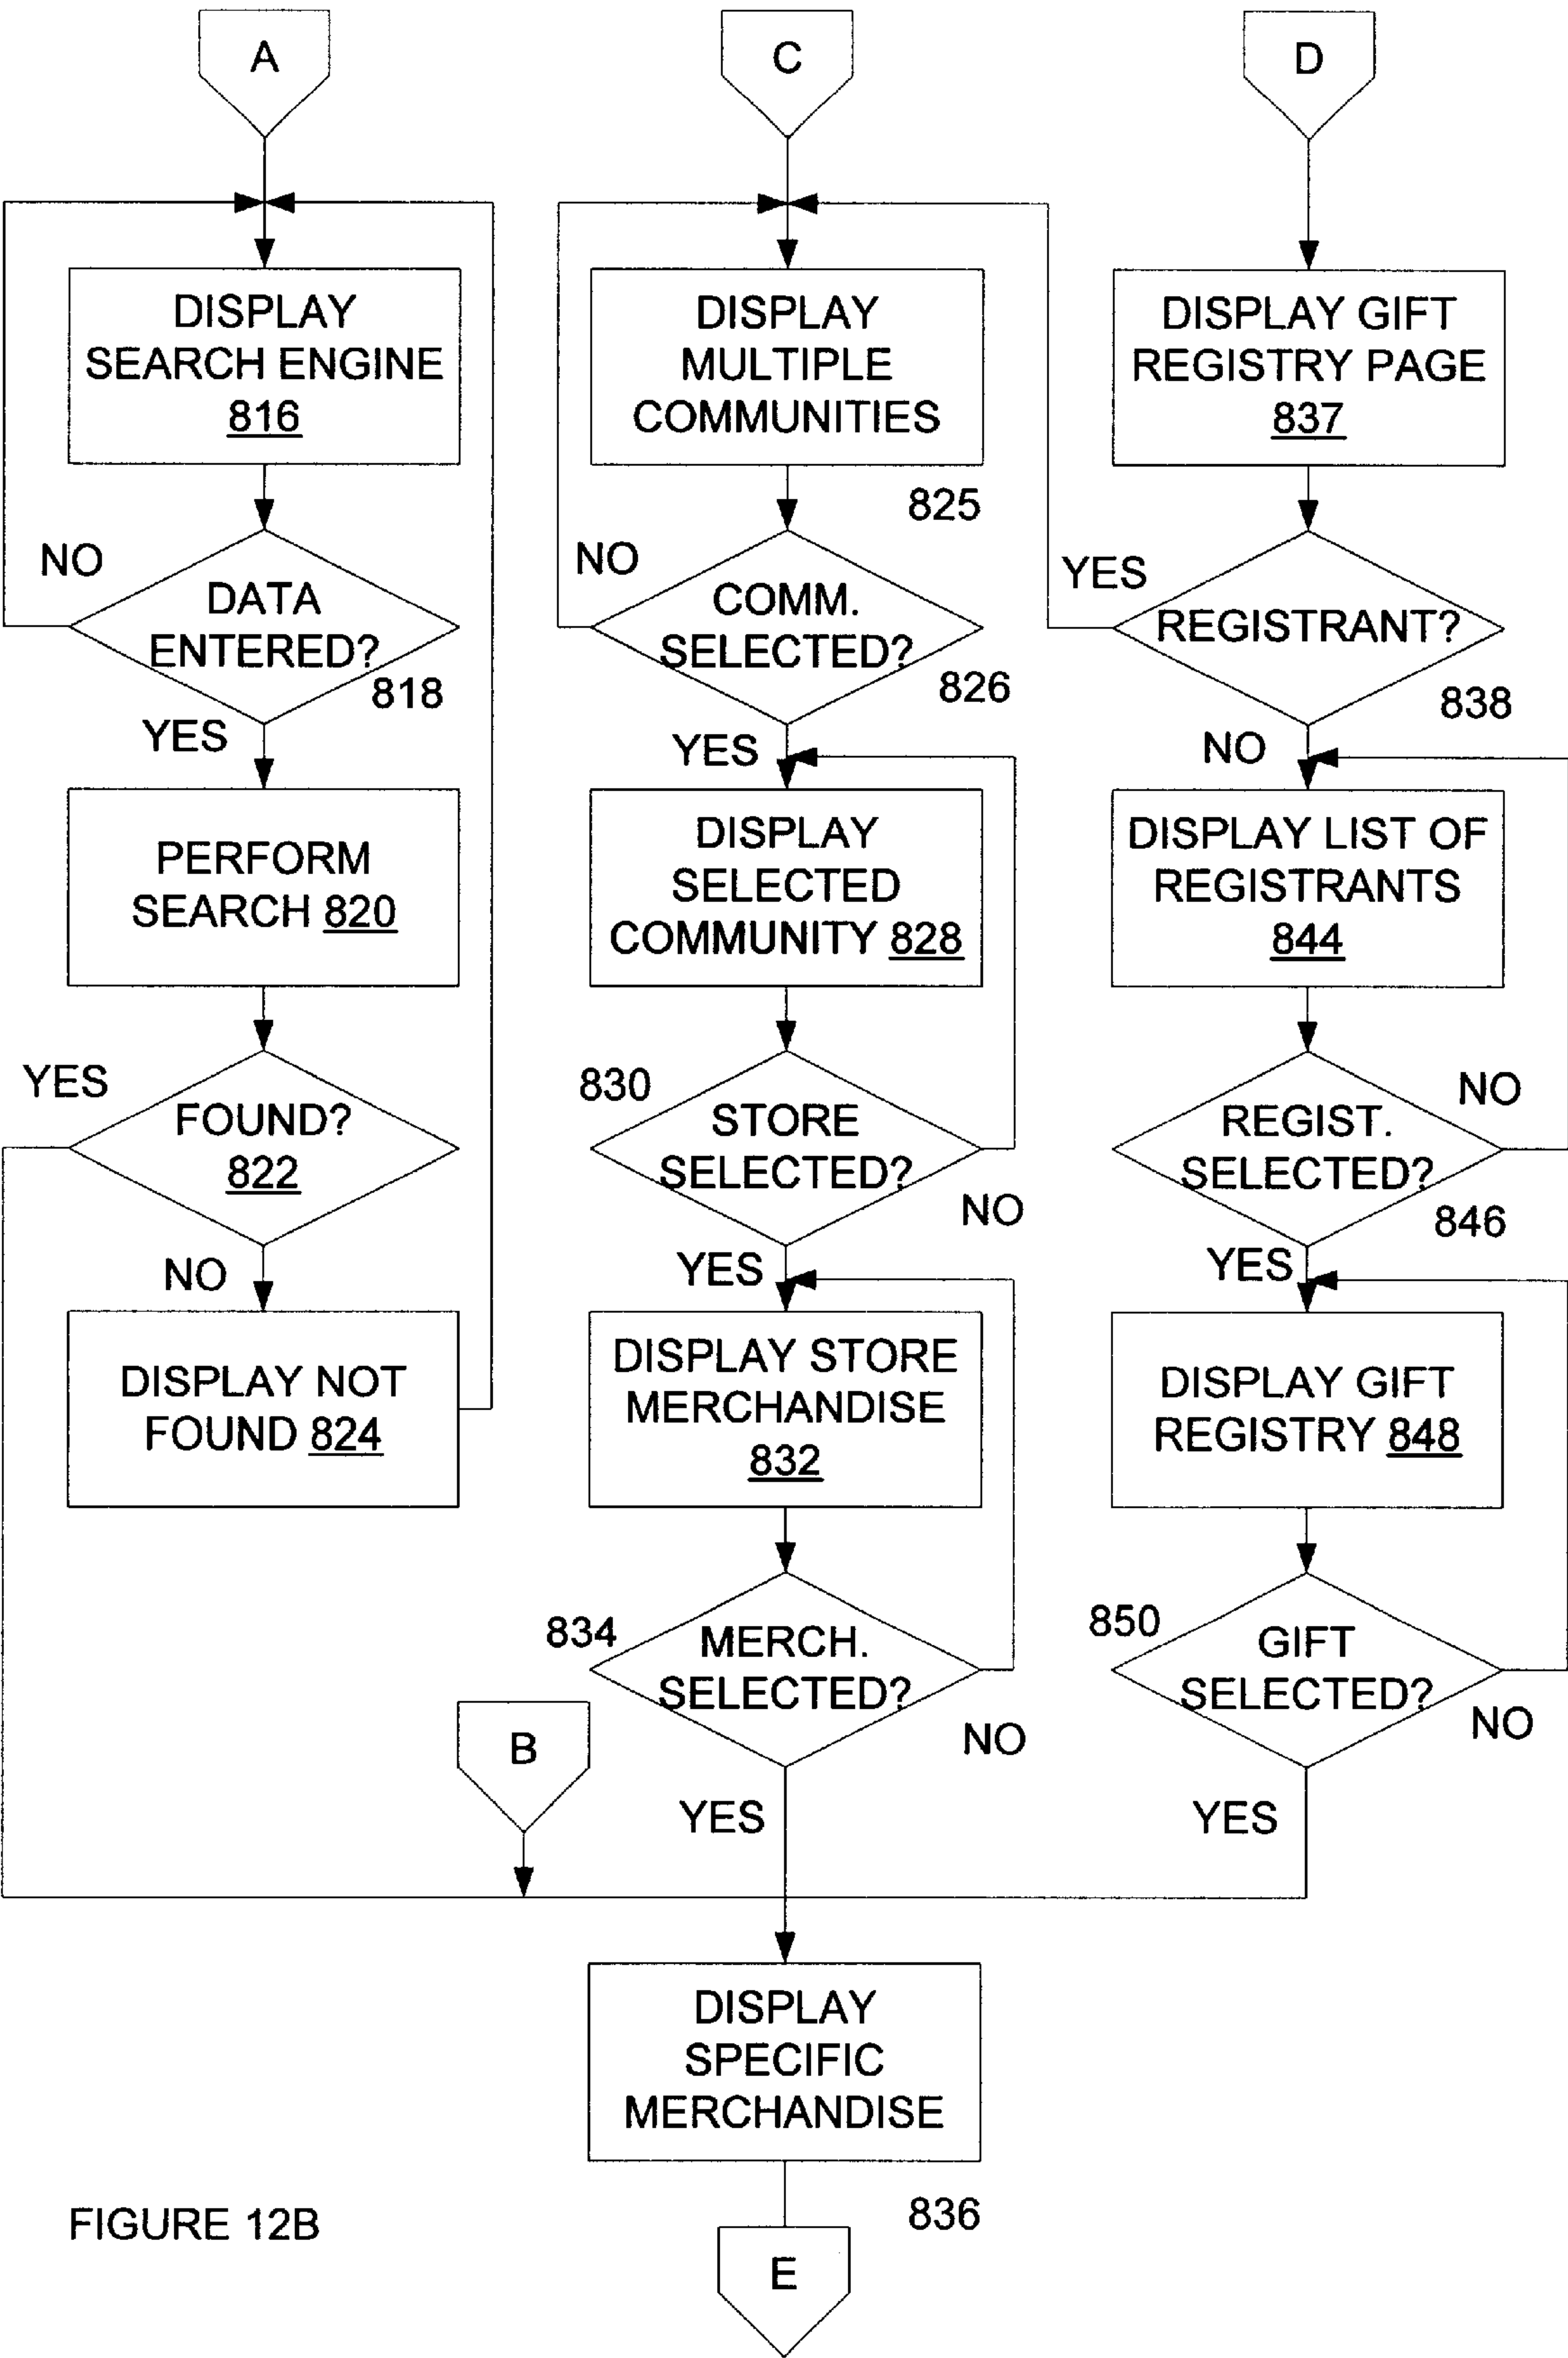 A
C
D
DISPLAY
SEARCH ENGINE
816
DISPLAY
MULTIPLE
COMMUNITIES
825
DISPLAY GIFT
REGISTRY PAGE
837
NO
DATA
ENTERED?
818
YES
NO
COMM.
SELECTED?
826
YES
YES
REGISTRANT?
838
NO
PERFORM
SEARCH 820
DISPLAY
SELECTED
COMMUNITY 828
DISPLAY LIST OF
REGISTRANTS
844
YES
FOUND?
822
NO
830
STORE
SELECTED?
NO
YES
NO
REGIST.
SELECTED?
846
YES
DISPLAY NOT
FOUND 824
DISPLAY STORE
MERCHANDISE
832
DISPLAY GIFT
REGISTRY 848
834
MERCH.
SELECTED?
NO
YES
850
GIFT
SELECTED?
NO
YES
B
DISPLAY
SPECIFIC
MERCHANDISE
836
E
FIGURE 12B